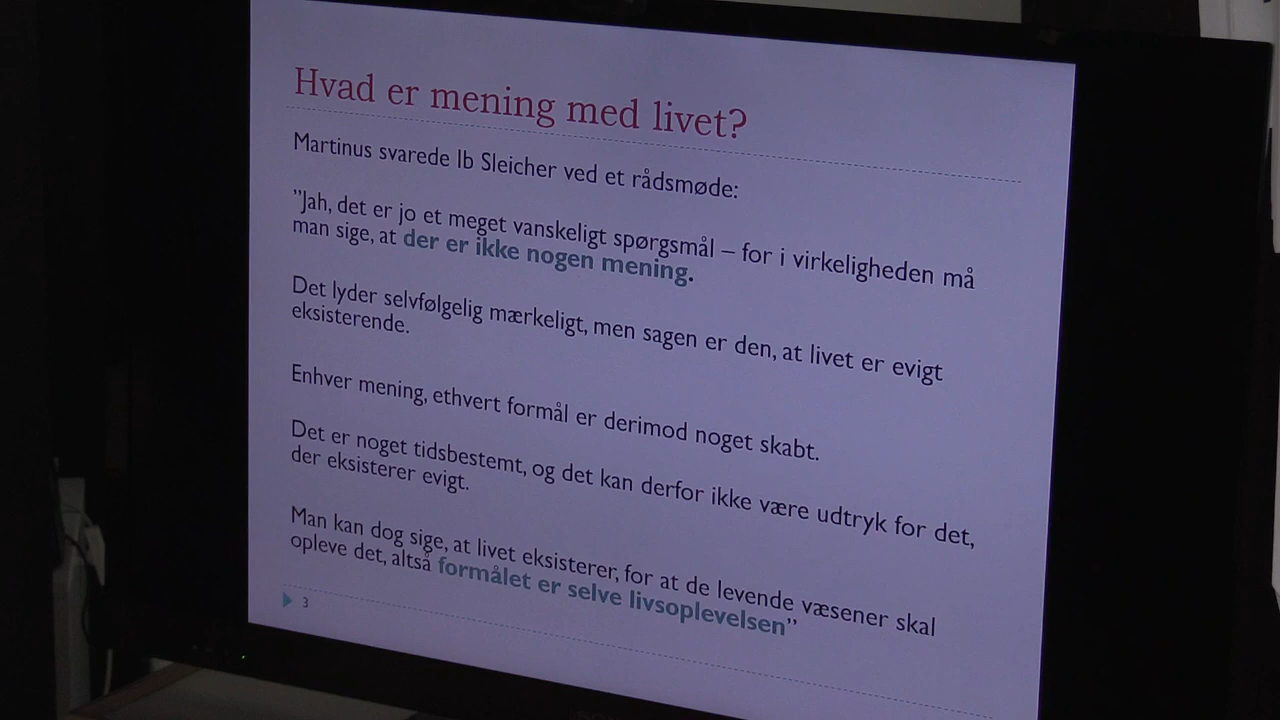 Hvad er mening med livet?
Martinus svarede Ib Sleicher ved et rådsmøde:
”Jah, det er jo et meget vanskeligt spørgsmål – for i virkeligheden må
man sige, at der er ikke nogen mening.
Det lyder selvfølgelig mærkeligt, men sagen er den, at livet er evigt
eksisterende.
Enhver mening, ethvert formål er derimod noget skabt.
Det er noget tidsbestemt, og det kan derfor ikke være udtryk for det,
der eksisterer evigt.
Man kan dog sige, at livet eksisterer, for at de levende væsener skal
opleve det, altså formålet er selve livsoplevelsen”
3